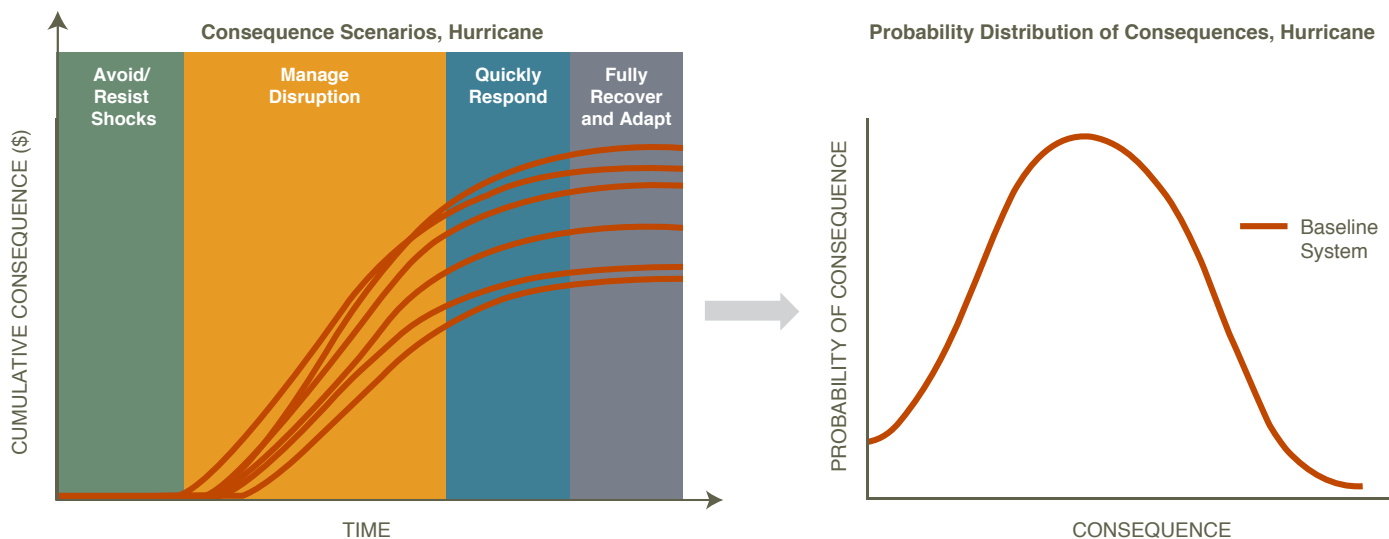 Consequence Scenarios, Hurricane
Avoid/
Resist
Shocks
Manage
Disruption
Quickly
Respond
Fully
Recover
and Adapt
CUMULATIVE CONSEQUENCE ($)
TIME
Probability Distribution of Consequences, Hurricane
PROBABILITY OF CONSEQUENCE
Baseline
System
CONSEQUENCE